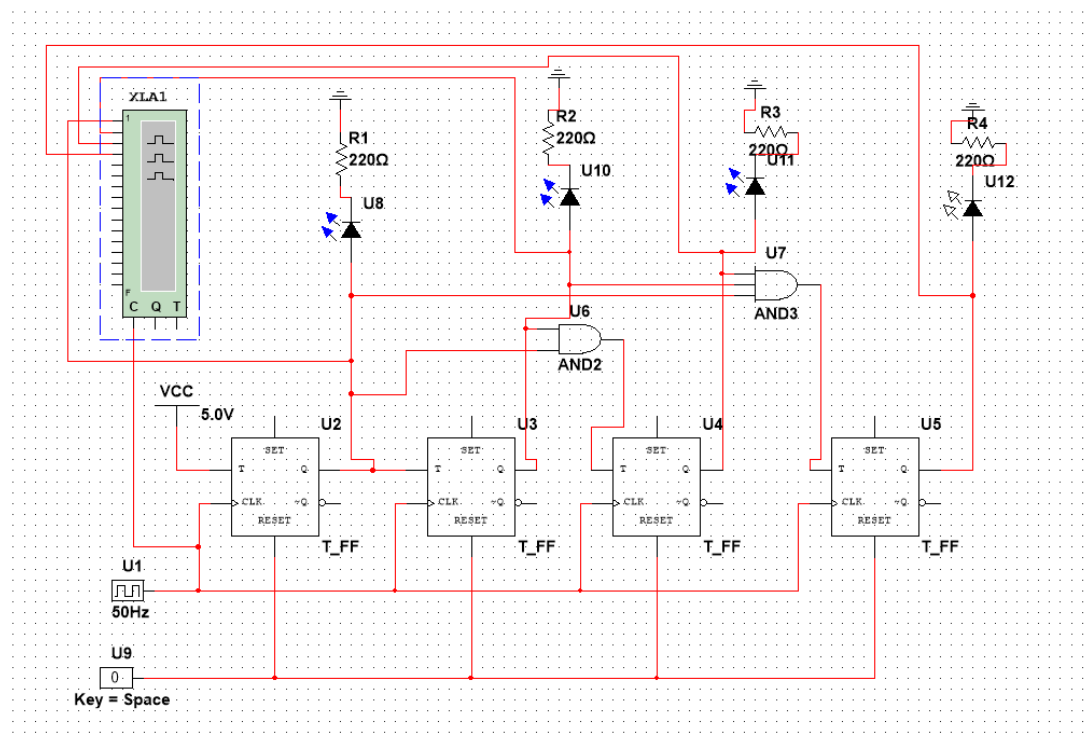 XLA1
1
F
C Q T
R1
220Ω
U8
R2
220Ω
U10
R3
220Ω
U11
R4
220Ω
U12
U7
AND3
U6
AND2
VCC
5.0V
U2
SET
T Q
CLK ~Q
RESET
T_FF
U3
SET
T Q
CLK ~Q
RESET
T_FF
U4
SET
T Q
CLK ~Q
RESET
T_FF
U5
SET
T Q
CLK ~Q
RESET
T_FF
U1
50Hz
U9
0
Key = Space